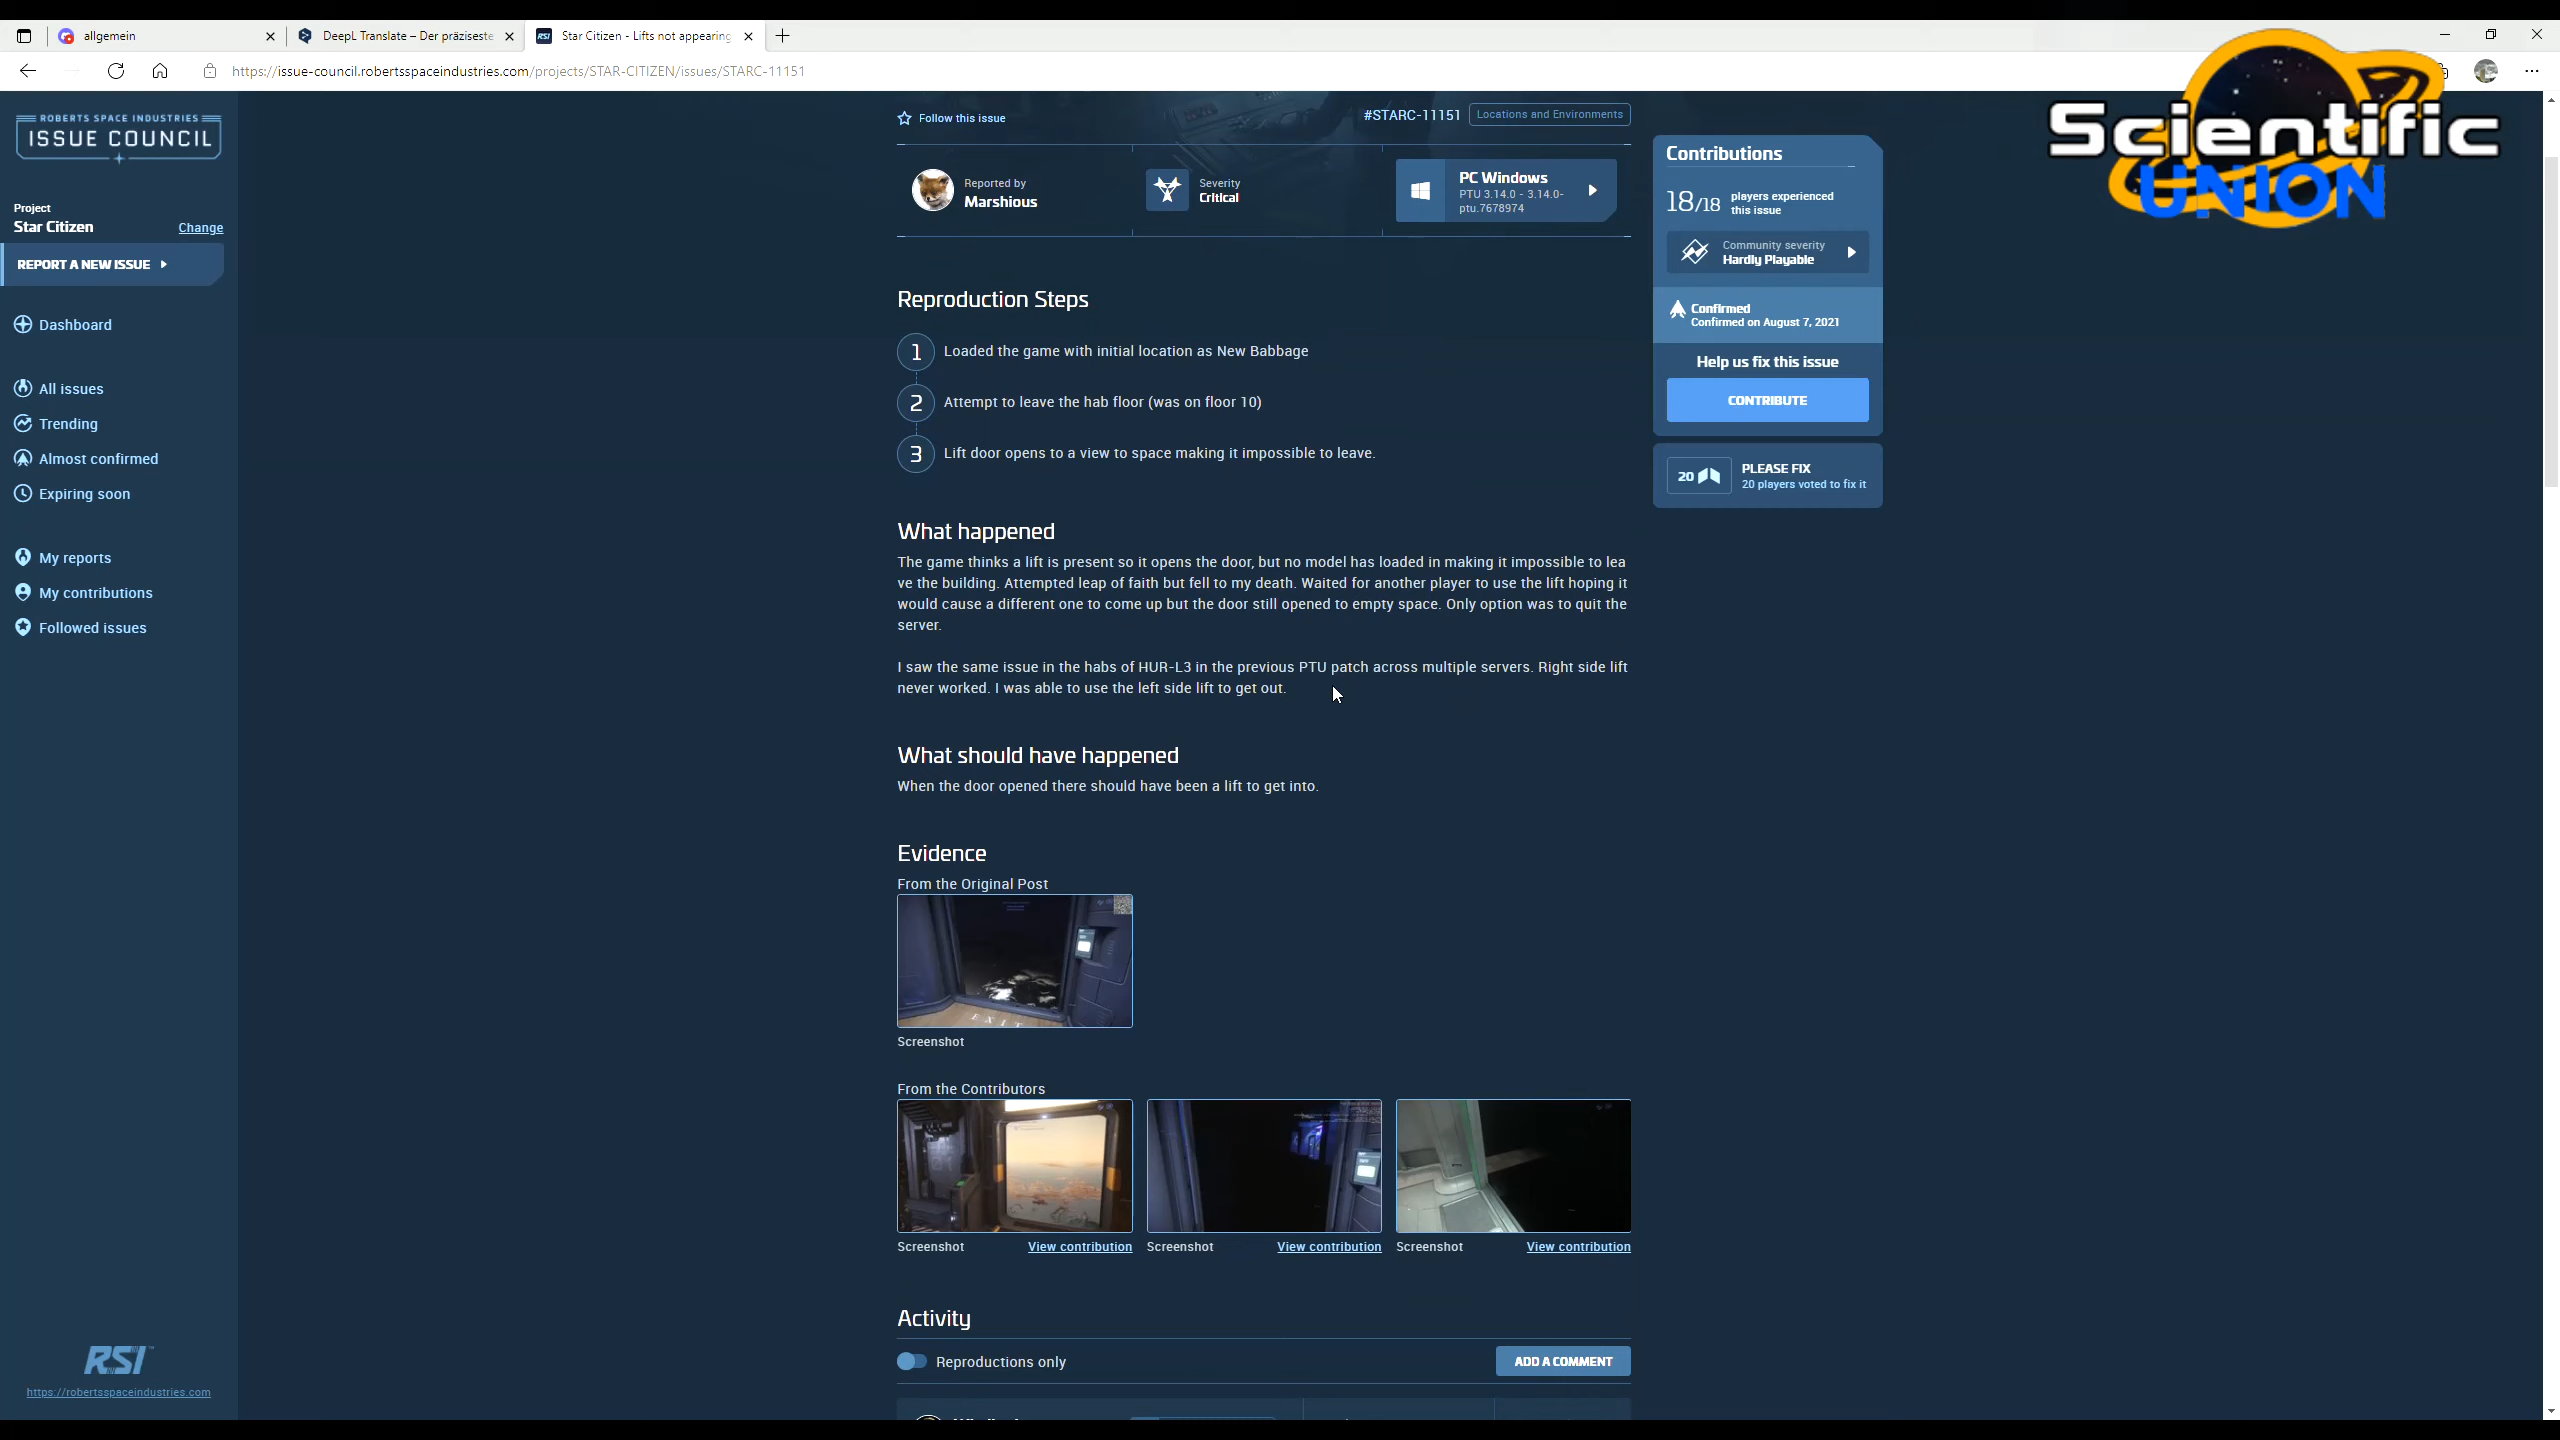 allgemein
DeepL Translate – Der präziseste
Star Citizen - Lifts not appearing
https://issue-council.robertsspaceindustries.com/projects/STAR-CITIZEN/issues/STARC-11151
Scientific
UNION
ROBERTS SPACE INDUSTRIES
ISSUE COUNCIL
Project
Star Citizen
Change
REPORT A NEW ISSUE
Dashboard
All issues
Trending
Almost confirmed
Expiring soon
My reports
My contributions
Followed issues
RSI
https://robertsspaceindustries.com
Follow this issue
#STARC-11151
Locations and Environments
Reported by
Marshious
Severity
Critical
PC Windows
PTU 3.14.0 - 3.14.0-
ptu.7678974
Reproduction Steps
1 Loaded the game with initial location as New Babbage
2 Attempt to leave the hab floor (was on floor 10)
3 Lift door opens to a view to space making it impossible to leave.
What happened
The game thinks a lift is present so it opens the door, but no model has loaded in making it impossible to lea
ve the building. Attempted leap of faith but fell to my death. Waited for another player to use the lift hoping it
would cause a different one to come up but the door still opened to empty space. Only option was to quit the
server.
I saw the same issue in the habs of HUR-L3 in the previous PTU patch across multiple servers. Right side lift
never worked. I was able to use the left side lift to get out.
What should have happened
When the door opened there should have been a lift to get into.
Evidence
From the Original Post
EXIT
Screenshot
From the Contributors
Screenshot
View contribution
Screenshot
View contribution
Screenshot
View contribution
Activity
Reproductions only
ADD A COMMENT
Contributions
18/18
players experienced
this issue
Community severity
Hardly Playable
Confirmed
Confirmed on August 7, 2021
Help us fix this issue
CONTRIBUTE
20
PLEASE FIX
20 players voted to fix it